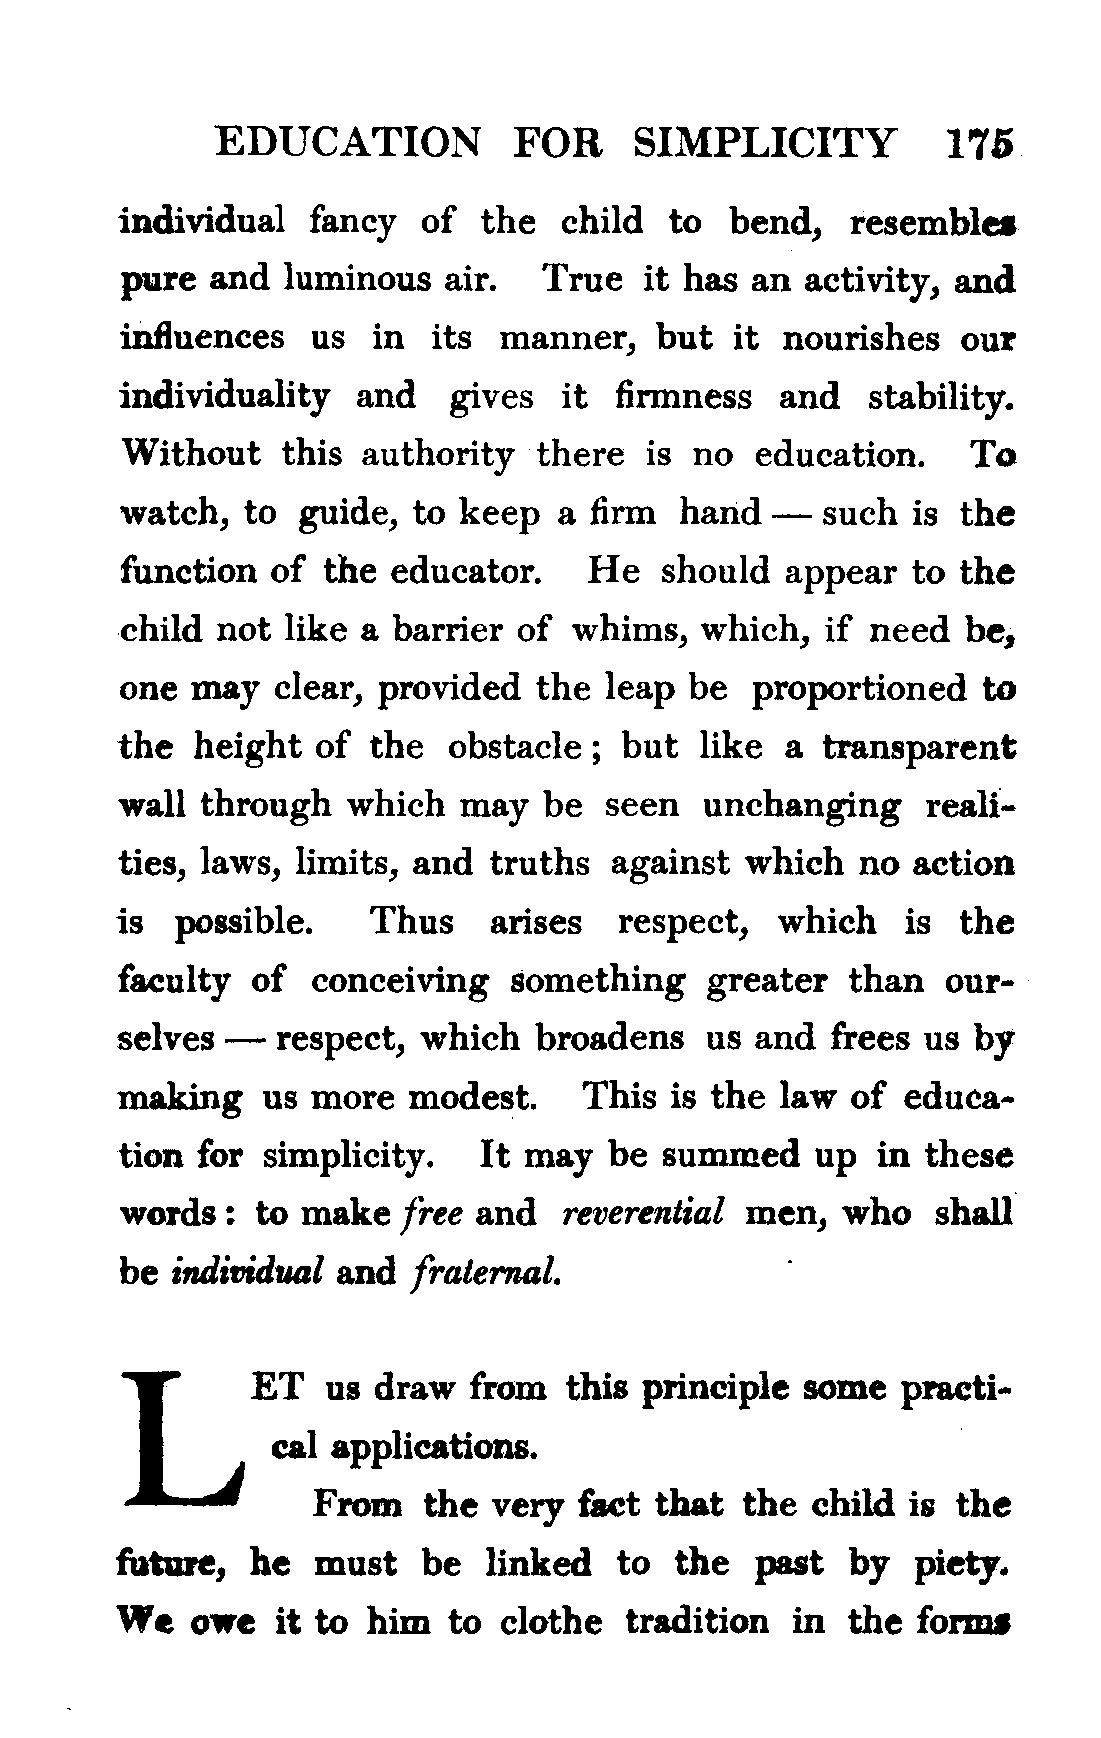 EDUCATION FOR SIMPLICITY 175
individual fancy of the child to bend, resembles
pure and luminous air. True it has an activity, and
influences us in its manner, but it nourishes our
individuality and gives it firmness and stability.
Without this authority there is no education. To
watch, to guide, to keep a firm hand — such is the
function of the educator. He should appear to the
child not like a barrier of whims, which, if need be,
one may clear, provided the leap be proportioned to
the height of the obstacle; but like a transparent
wall through which may be seen unchanging reali-
ties, laws, limits, and truths against which no action
is possible. Thus arises respect, which is the
faculty of conceiving something greater than our-
selves — respect, which broadens us and frees us by
making us more modest. This is the law of educa-
tion for simplicity. It may be summed up in these
words: to make free and reverential men, who shall
be individual and fraternal.
LET us draw from this principle some practi-
cal applications.
From the very fact that the child is the
future, he must be linked to the past by piety.
We owe it to him to clothe tradition in the forms